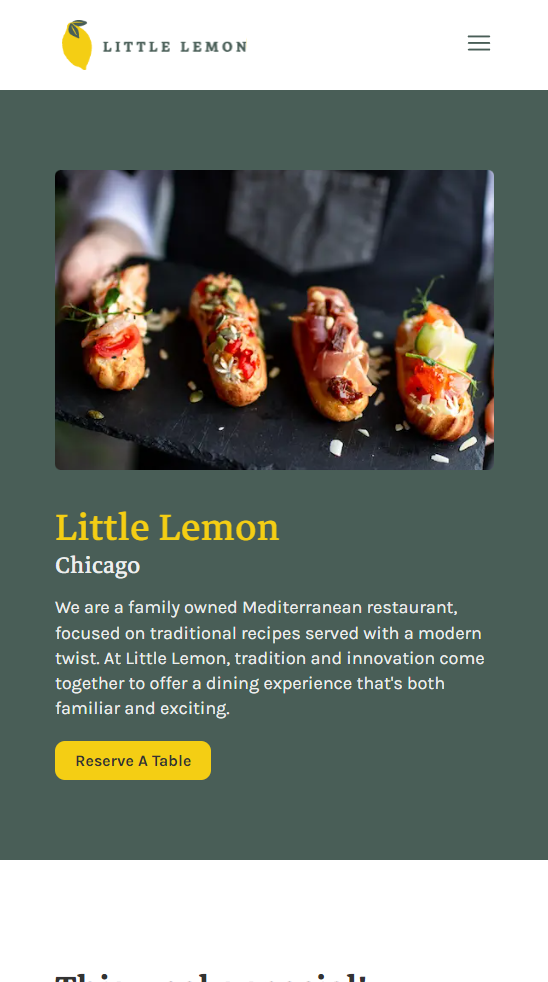 LITTLE LEMON
Little Lemon
Chicago
We are a family owned Mediterranean restaurant,
focused on traditional recipes served with a modern
twist. At Little Lemon, tradition and innovation come
together to offer a dining experience that's both
familiar and exciting.
Reserve A Table